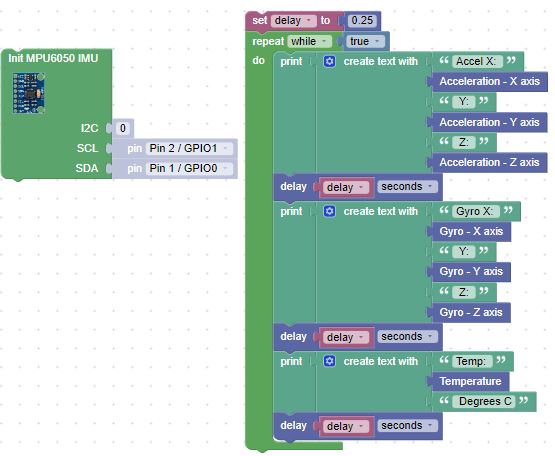 Init MPU6050 IMU
I2C 0
SCL pin Pin 2 / GPIO1
SDA pin Pin 1 / GPIO0
set delay to 0.25
repeat while true
do print create text with “ Accel X: ”
Acceleration - X axis
“ Y: ”
Acceleration - Y axis
“ Z: ”
Acceleration - Z axis
delay delay seconds
print create text with “ Gyro X: ”
Gyro - X axis
“ Y: ”
Gyro - Y axis
“ Z: ”
Gyro - Z axis
delay delay seconds
print create text with “ Temp: ”
Temperature
“ Degrees C ”
delay delay seconds